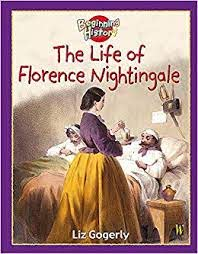 Beginning
History
The Life of
Florence Nightingale
Liz Gogerly
W